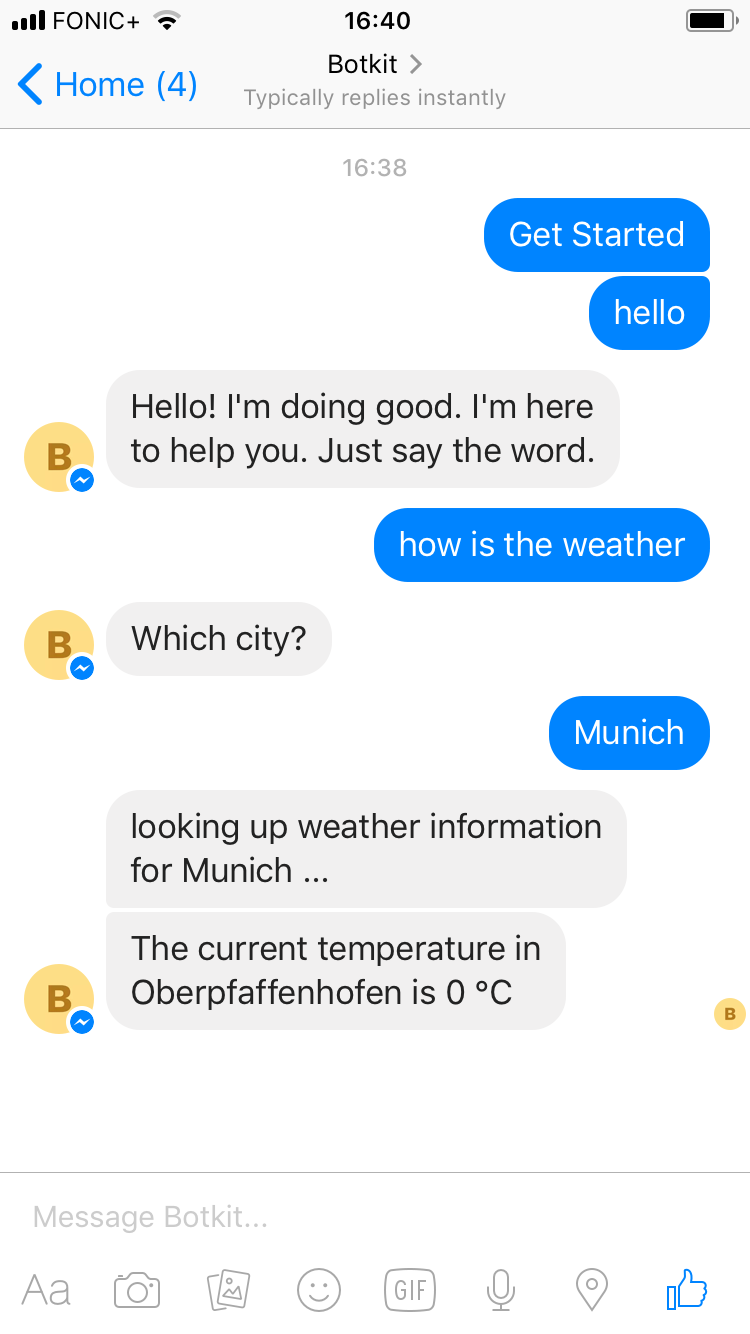 FONIC+ 16:40
Home (4)
Botkit
Typically replies instantly
16:38
Get Started
hello
Hello! I'm doing good. I'm here
to help you. Just say the word.
B
how is the weather
Which city?
B
Munich
looking up weather information
for Munich ...
The current temperature in
Oberpfaffenhofen is 0 °C
B
B
Message Botkit...
Aa
GIF